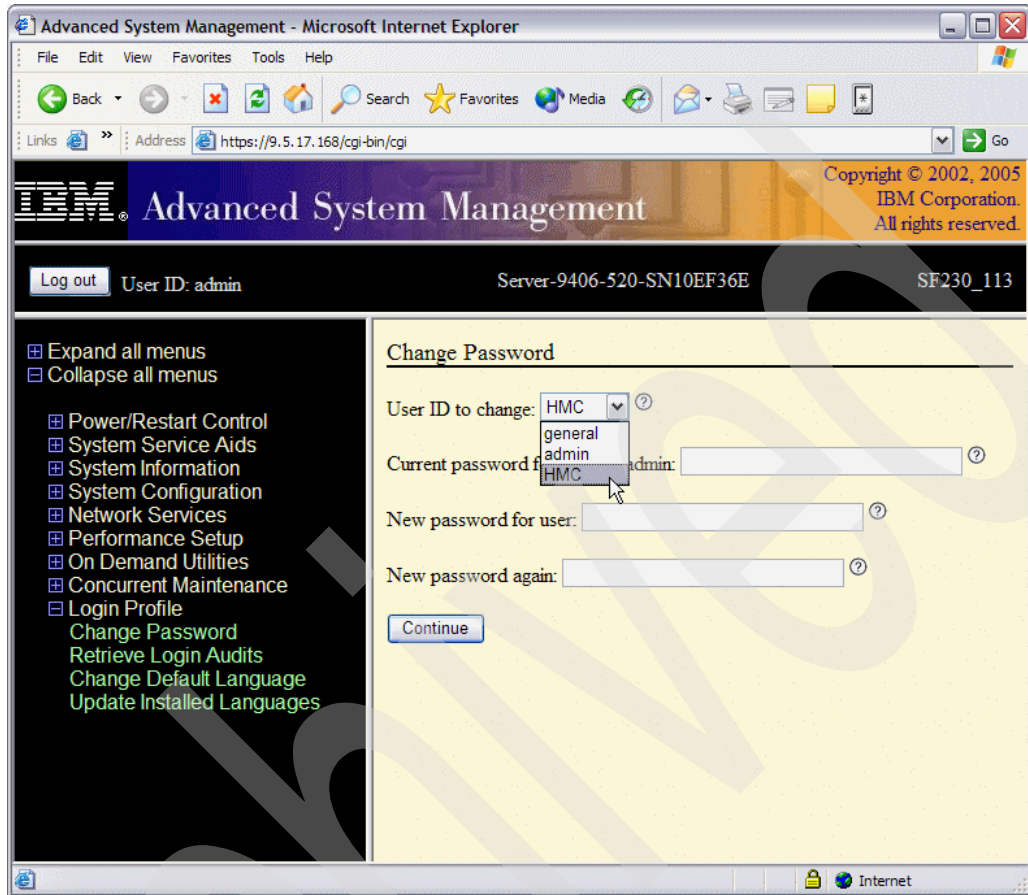 Advanced System Management - Microsoft Internet Explorer
File Edit View Favorites Tools Help
Back Search Favorites Media
Links » Address https://9.5.17.168/cgi-bin/cgi Go
IBM® Advanced System Management
Copyright © 2002, 2005
IBM Corporation.
All rights reserved.
Log out User ID: admin Server-9406-520-SN10EF36E SF230_113
Expand all menus
Collapse all menus
Power/Restart Control
System Service Aids
System Information
System Configuration
Network Services
Performance Setup
On Demand Utilities
Concurrent Maintenance
Login Profile
Change Password
Retrieve Login Audits
Change Default Language
Update Installed Languages
Change Password
User ID to change: HMC
general
admin
HMC
Current password f admin:
New password for user:
New password again:
Continue
Internet